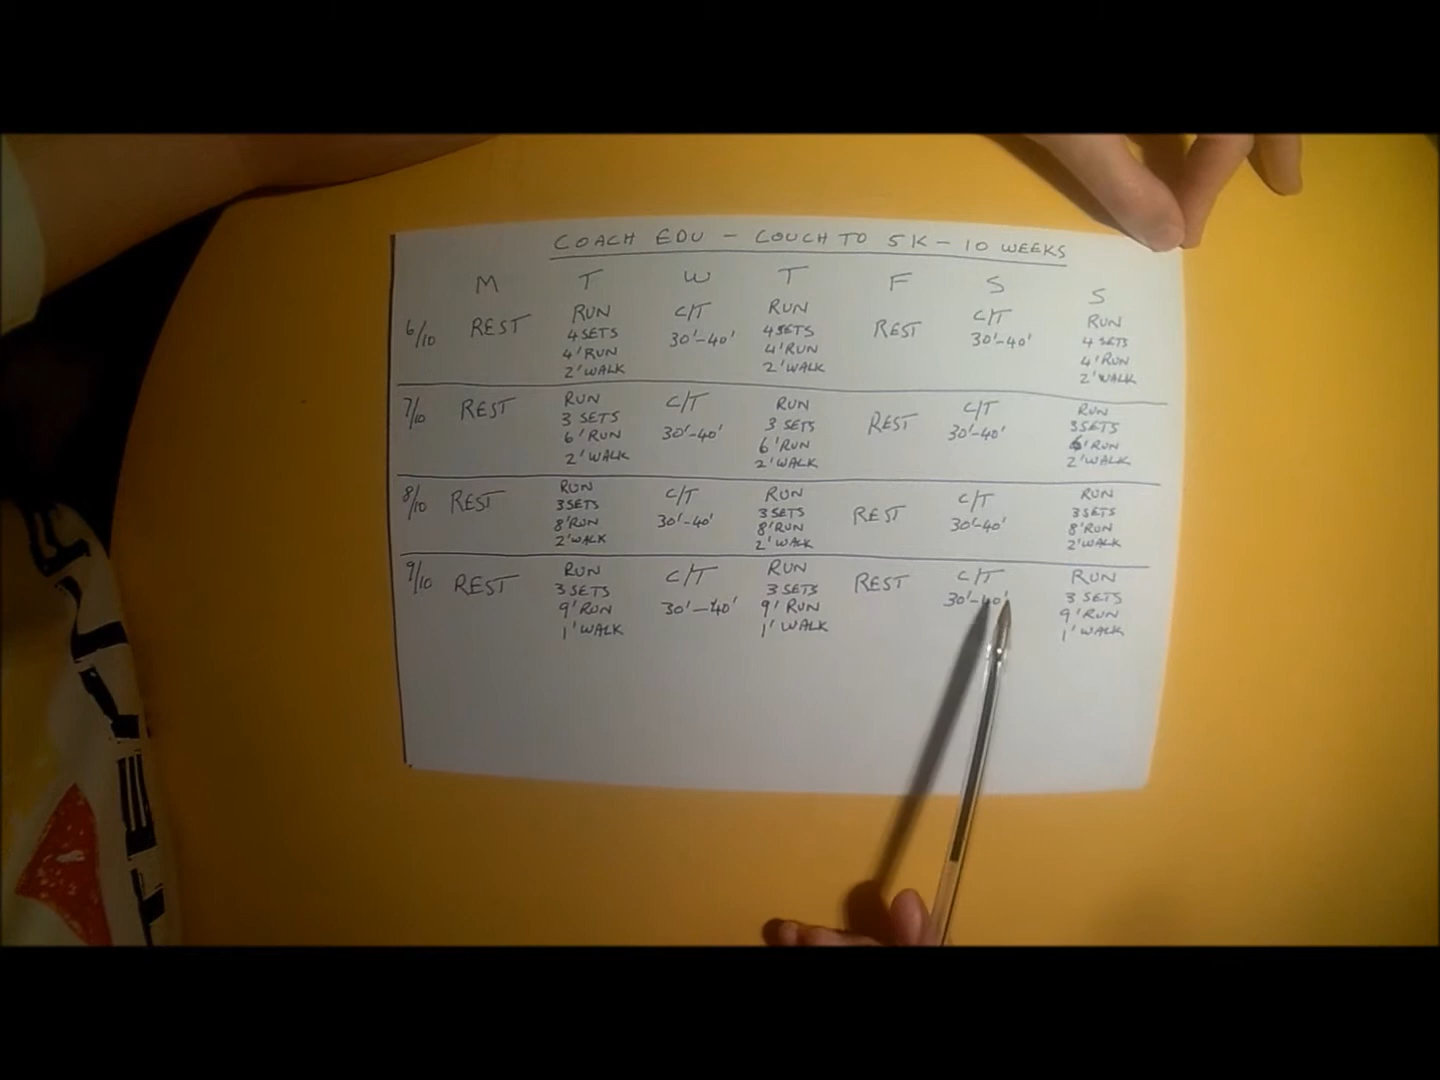 COACH EDU - COUCH TO 5K - 10 WEEKS
M T W T F S S
6/10 REST RUN C/T RUN REST C/T RUN
4 SETS 30'-40' 4 SETS 30'-40' 4 SETS
4' RUN 4' RUN 4' RUN
2' WALK 2' WALK 2' WALK
7/10 REST RUN C/T RUN REST C/T RUN
3 SETS 30'-40' 3 SETS 30'-40' 3 SETS
6' RUN 6' RUN 6' RUN
2' WALK 2' WALK 2' WALK
8/10 REST RUN C/T RUN REST C/T RUN
3 SETS 30'-40' 3 SETS 30'-40' 3 SETS
8' RUN 8' RUN 8' RUN
2' WALK 2' WALK 2' WALK
9/10 REST RUN C/T RUN REST C/T RUN
3 SETS 30'-40' 3 SETS 30'-40' 3 SETS
9' RUN 9' RUN 9' RUN
1' WALK 1' WALK 1' WALK